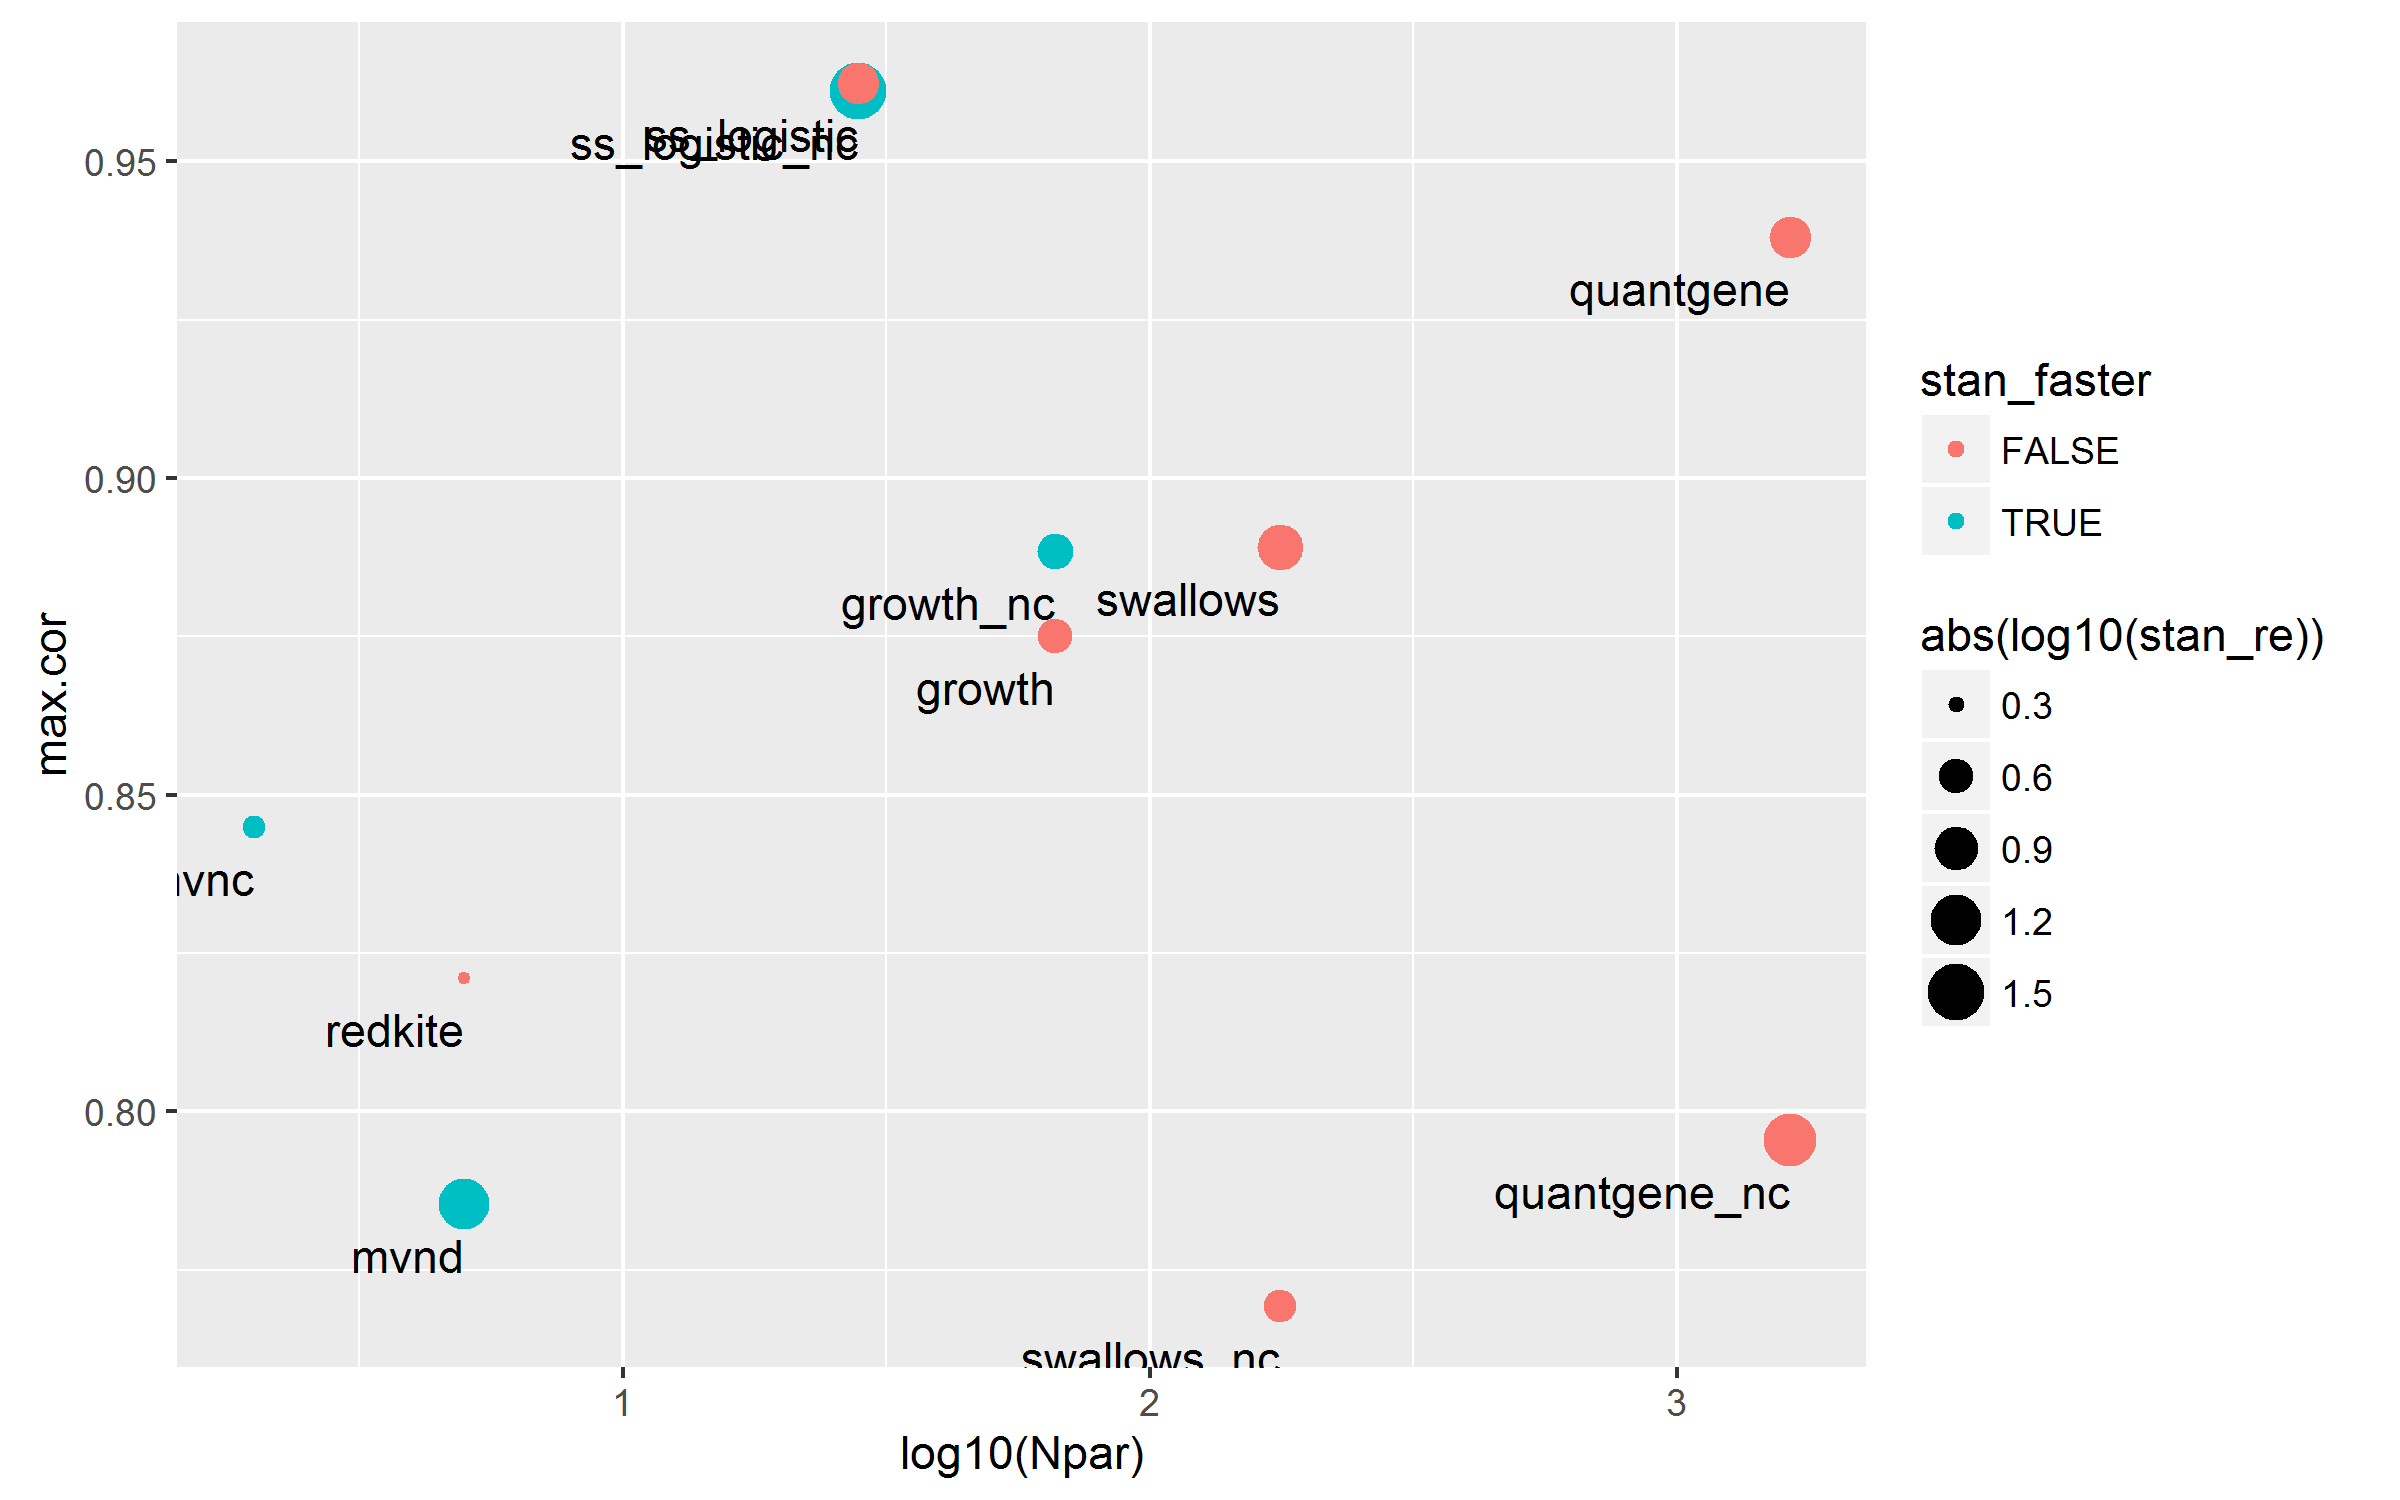 ss_logistic
ss_logistic_nc
0.95
quantgene
stan_faster
FALSE
TRUE
0.90
growth_nc
swallows
growth
abs(log10(stan_re))
0.3
0.6
0.9
1.2
1.5
max.cor
0.85
vnc
redkite
0.80
quantgene_nc
mvnd
swallows_nc
1
2
3
log10(Npar)